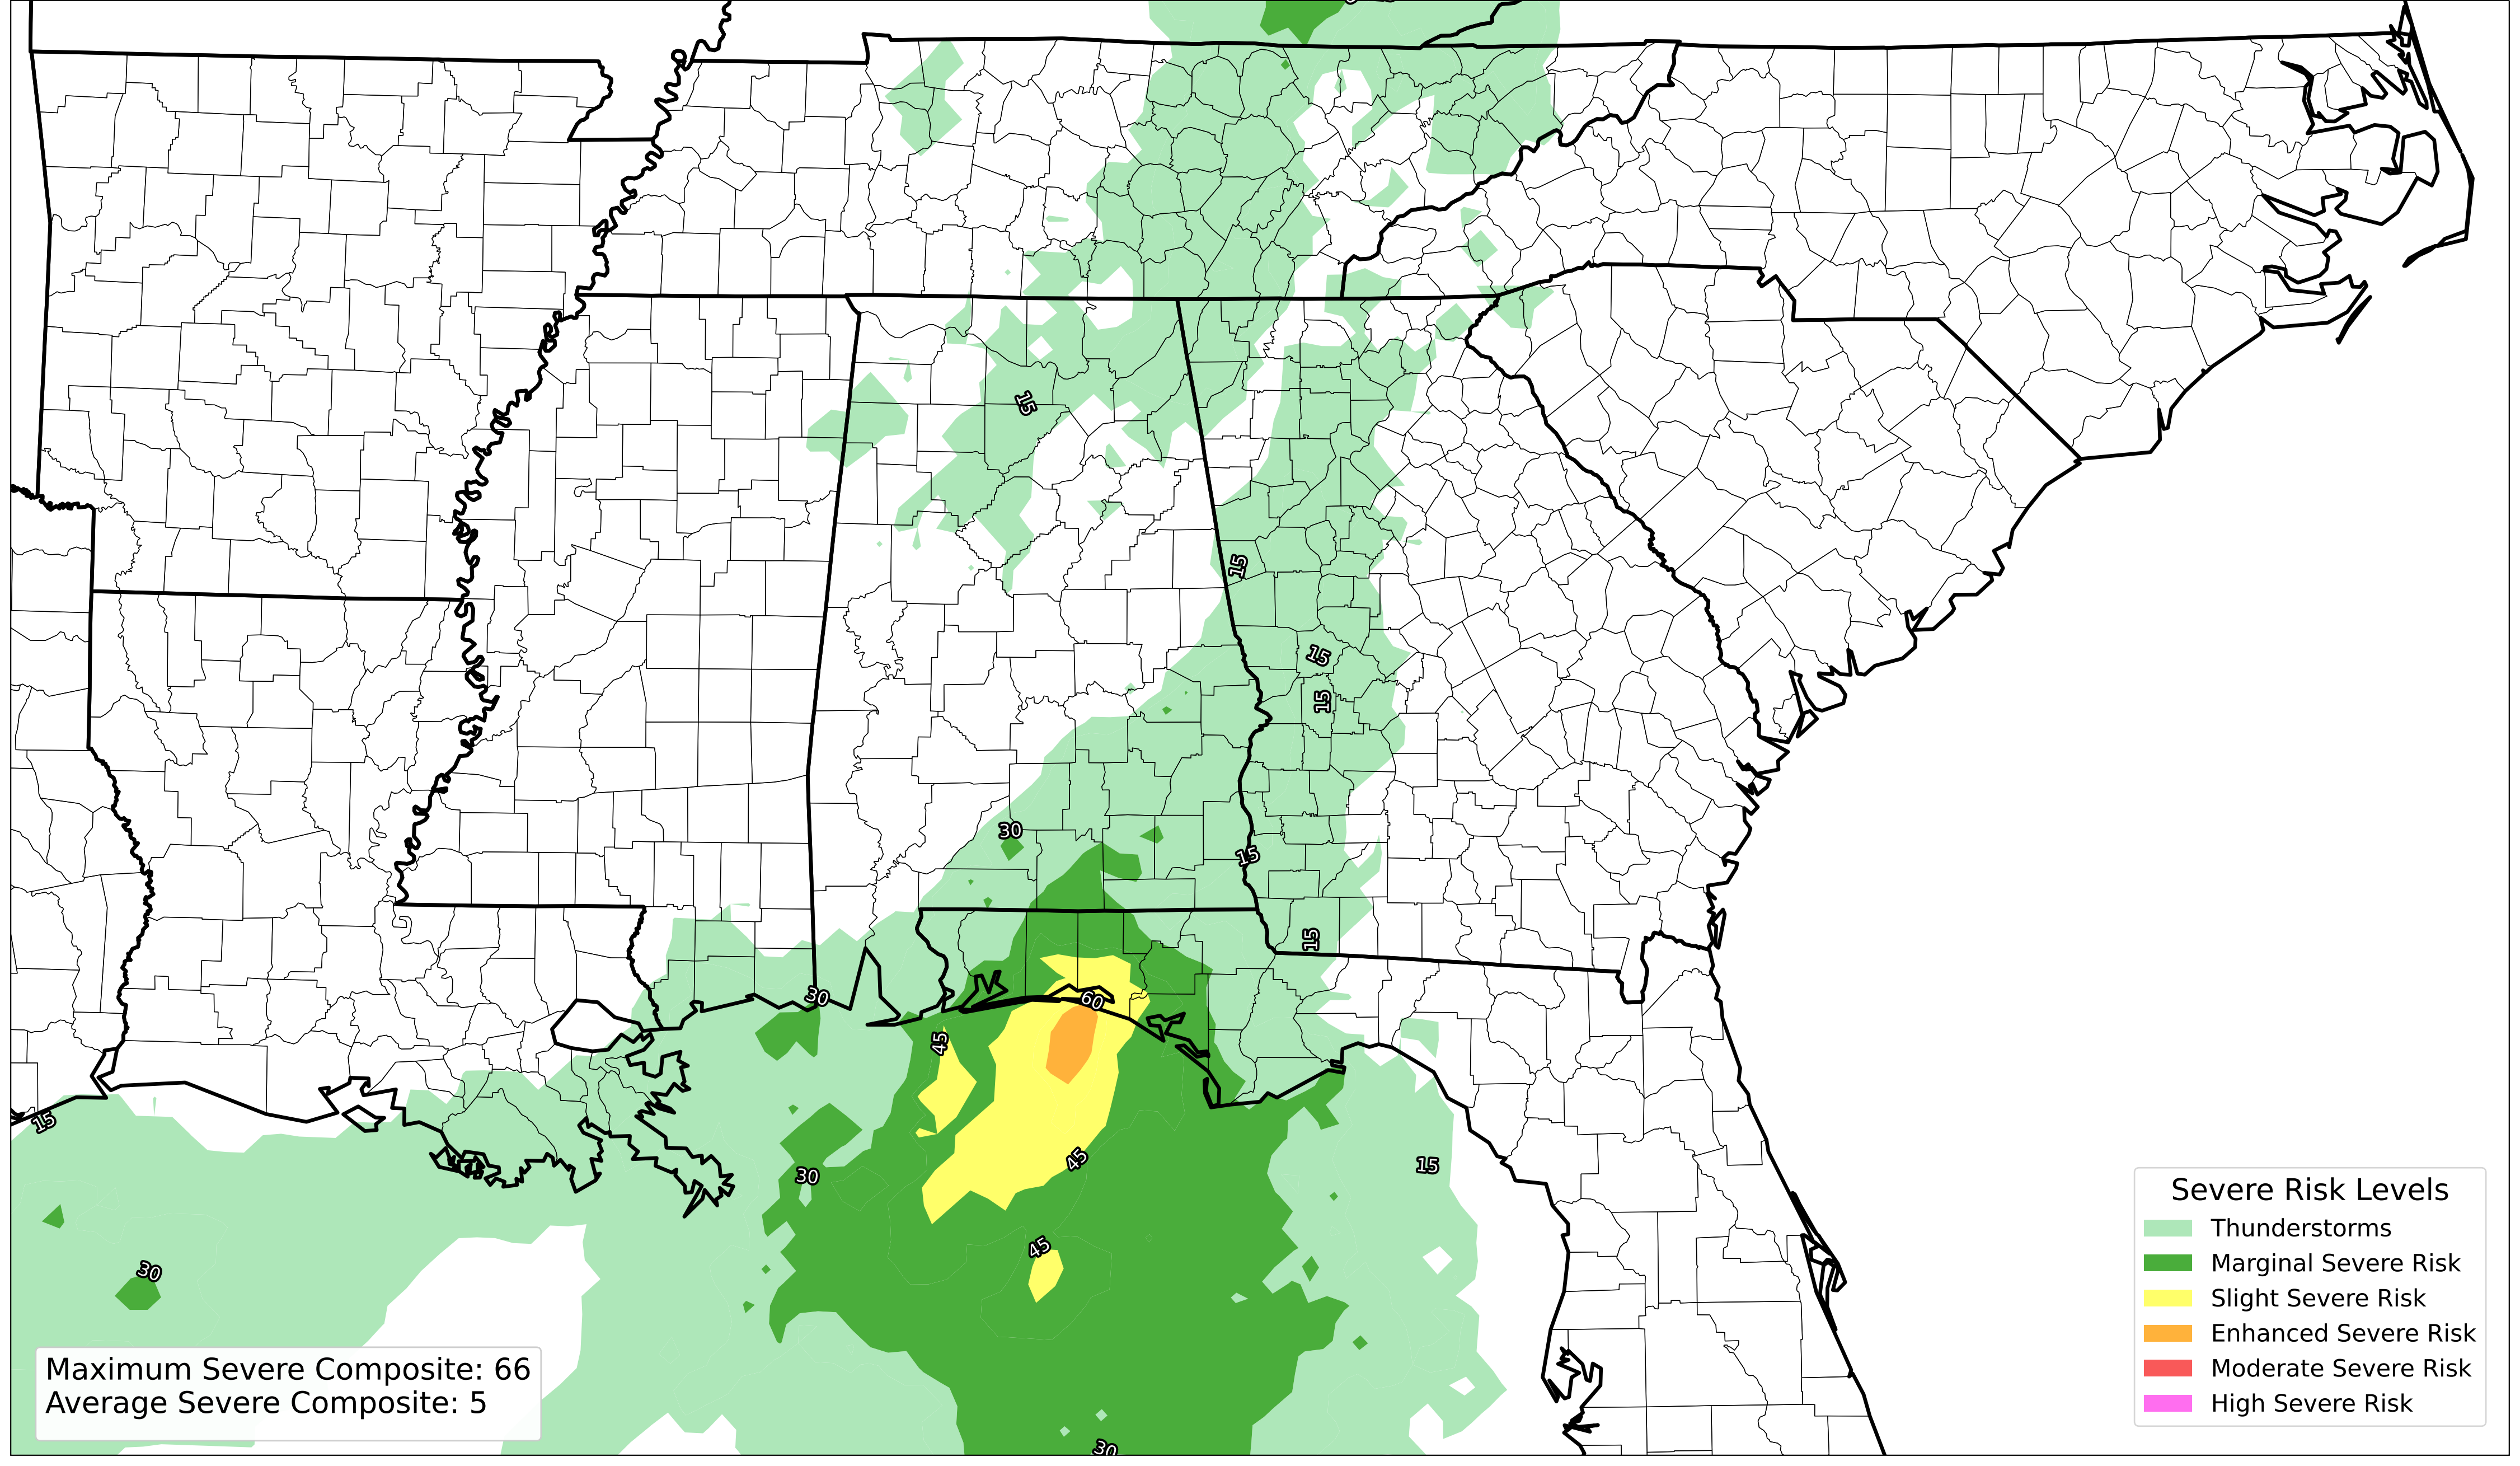 15
15
15
15
30
15
15
30
60
45
15
45
15
30
45
30
30
Maximum Severe Composite: 66
Average Severe Composite: 5
Severe Risk Levels
Thunderstorms
Marginal Severe Risk
Slight Severe Risk
Enhanced Severe Risk
Moderate Severe Risk
High Severe Risk